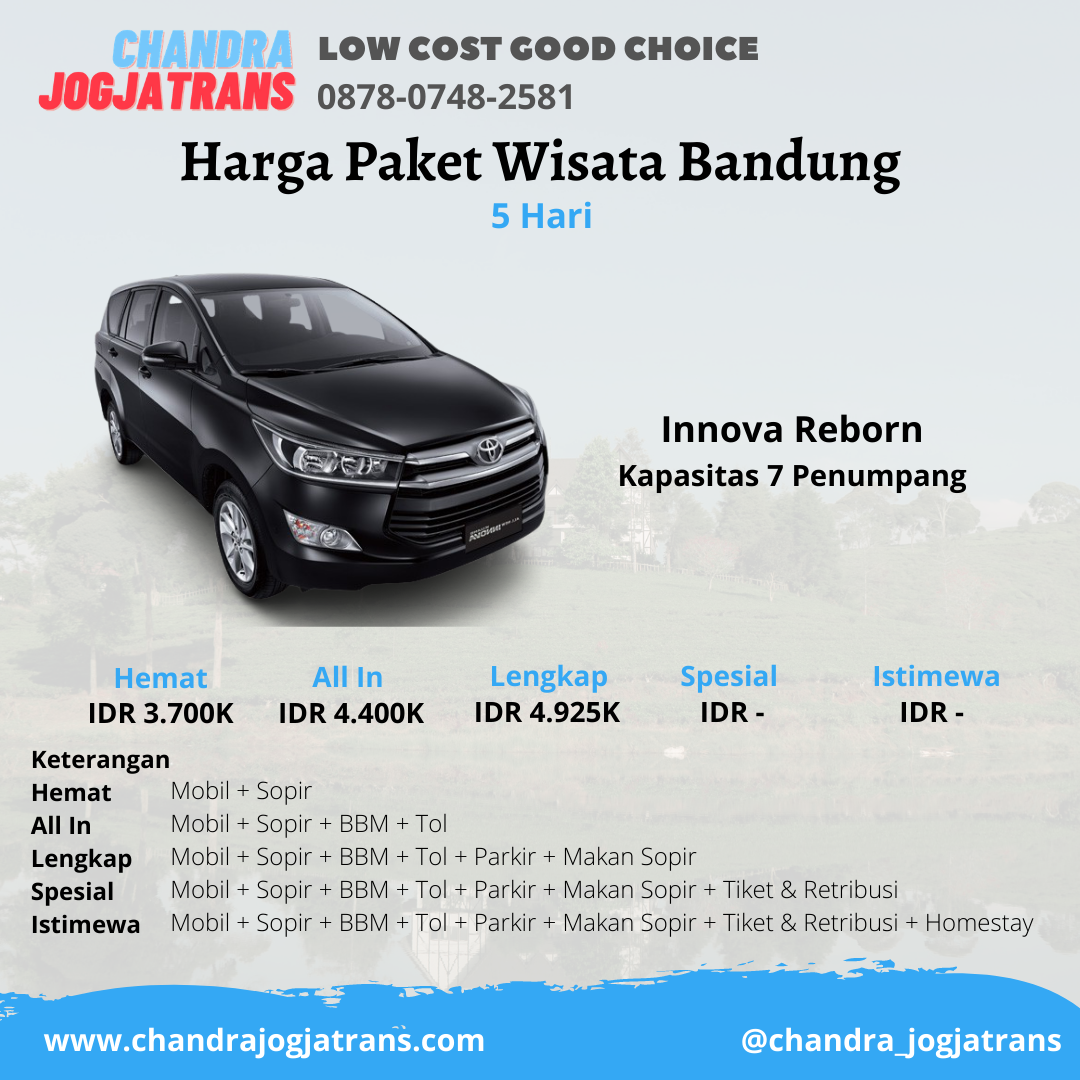 CHANDRA
JOGJATRANS
LOW COST GOOD CHOICE
0878-0748-2581
Harga Paket Wisata Bandung
5 Hari
Innova Reborn
Kapasitas 7 Penumpang
Hemat All In Lengkap Spesial Istimewa
IDR 3.700K IDR 4.400K IDR 4.925K IDR - IDR -
Keterangan
Hemat Mobil + Sopir
All In Mobil + Sopir + BBM + Tol
Lengkap Mobil + Sopir + BBM + Tol + Parkir + Makan Sopir
Spesial Mobil + Sopir + BBM + Tol + Parkir + Makan Sopir + Tiket & Retribusi
Istimewa Mobil + Sopir + BBM + Tol + Parkir + Makan Sopir + Tiket & Retribusi + Homestay
www.chandrajogjatrans.com @chandra_jogjatrans